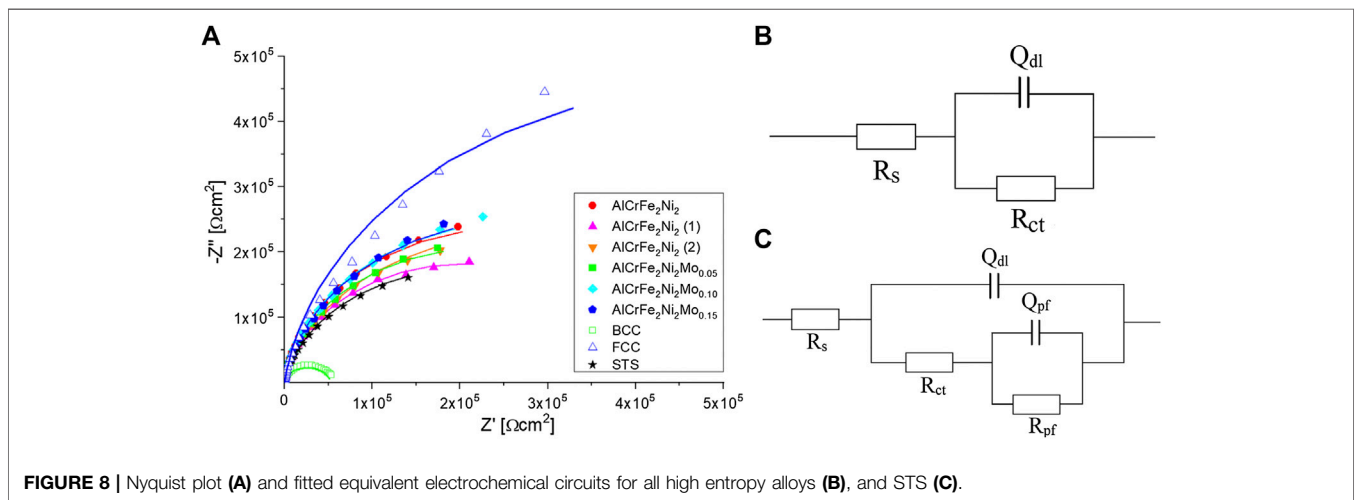 A
5x10⁵
4x10⁵
3x10⁵
2x10⁵
1x10⁵
-Z'' [Ωcm²]
0
1x10⁵
2x10⁵
3x10⁵
4x10⁵
5x10⁵
Z' [Ωcm²]
AlCrFe₂Ni₂
AlCrFe₂Ni₂ (1)
AlCrFe₂Ni₂ (2)
AlCrFe₂Ni₂Mo₀.₀₅
AlCrFe₂Ni₂Mo₀.₁₀
AlCrFe₂Ni₂Mo₀.₁₅
BCC
FCC
STS
B
Q_dl
R_s
R_ct
C
Q_dl
Q_pf
R_s
R_ct
R_pf
FIGURE 8 | Nyquist plot (A) and fitted equivalent electrochemical circuits for all high entropy alloys (B), and STS (C).